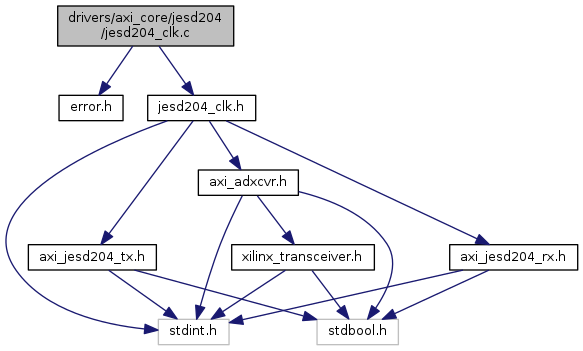 drivers/axi_core/jesd204
/jesd204_clk.c
error.h
jesd204_clk.h
axi_adxcvr.h
axi_jesd204_tx.h
xilinx_transceiver.h
axi_jesd204_rx.h
stdint.h
stdbool.h